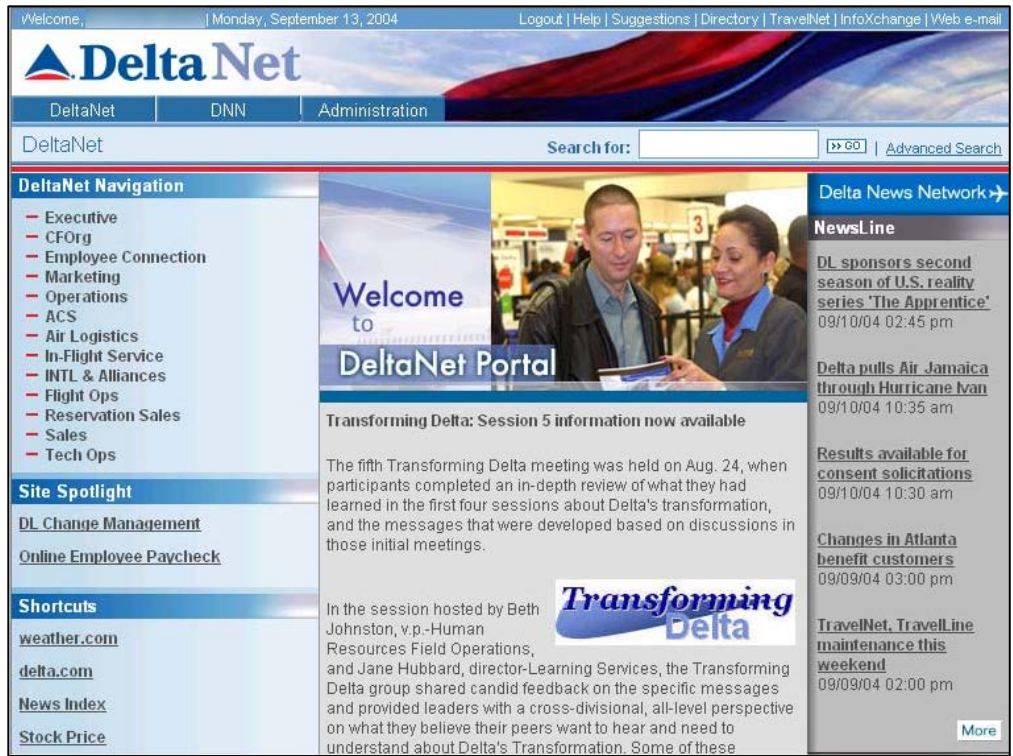 Welcome, | Monday, September 13, 2004
Logout | Help | Suggestions | Directory | TravelNet | InfoXchange | Web e-mail
Delta Net
DeltaNet DNN Administration
DeltaNet
Search for: GO | Advanced Search
DeltaNet Navigation
Executive
CFOrg
Employee Connection
Marketing
Operations
ACS
Air Logistics
In-Flight Service
INTL & Alliances
Flight Ops
Reservation Sales
Sales
Tech Ops
Site Spotlight
DL Change Management
Online Employee Paycheck
Shortcuts
weather.com
delta.com
News Index
Stock Price
3
Welcome
to
DeltaNet Portal
Transforming Delta: Session 5 information now available
The fifth Transforming Delta meeting was held on Aug. 24, when
participants completed an in-depth review of what they had
learned in the first four sessions about Delta's transformation,
and the messages that were developed based on discussions in
those initial meetings.
Transforming
Delta
In the session hosted by Beth
Johnston, v.p.-Human
Resources Field Operations,
and Jane Hubbard, director-Learning Services, the Transforming
Delta group shared candid feedback on the specific messages
and provided leaders with a cross-divisional, all-level perspective
on what they believe their peers want to hear and need to
understand about Delta's Transformation. Some of these
Delta News Network
NewsLine
DL sponsors second
season of U.S. reality
series 'The Apprentice'
09/10/04 02:45 pm
Delta pulls Air Jamaica
through Hurricane Ivan
09/10/04 10:35 am
Results available for
consent solicitations
09/10/04 10:30 am
Changes in Atlanta
benefit customers
09/09/04 03:00 pm
TravelNet, TravelLine
maintenance this
weekend
09/09/04 02:00 pm
More